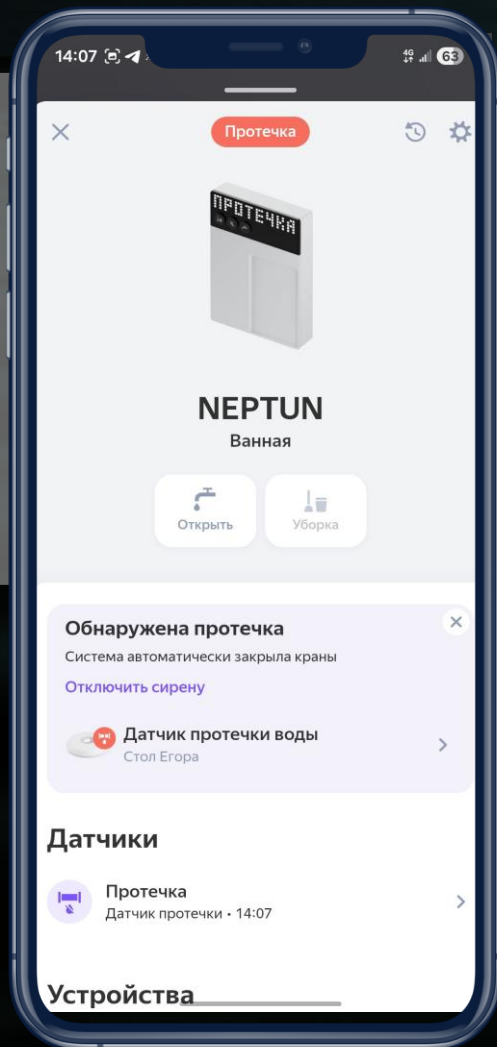 14:07
4G
63
Протечка
ПРОТЕЧКА
NEPTUN
Ванная
Открыть
Уборка
Обнаружена протечка
Система автоматически закрыла краны
Отключить сирену
Датчик протечки воды
Стол Егора
Датчики
Протечка
Датчик протечки • 14:07
Устройства